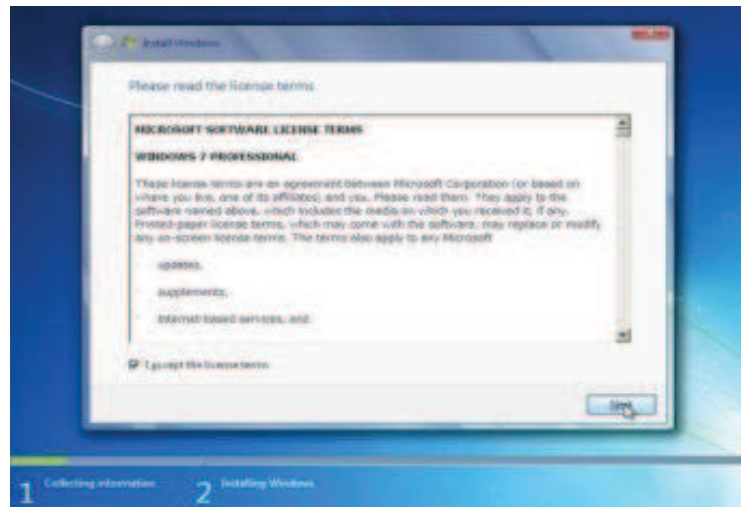 Install Windows
Please read the license terms
MICROSOFT SOFTWARE LICENSE TERMS
WINDOWS 7 PROFESSIONAL
These license terms are an agreement between Microsoft Corporation (or based on
where you live, one of its affiliates) and you. Please read them. They apply to the
software named above, which includes the media on which you received it, if any.
Printed-paper license terms, which may come with the software, may replace or modify
any on-screen license terms. The terms also apply to any Microsoft
updates,
supplements,
Internet-based services, and
I accept the license terms
Next
1 Collecting information
2 Installing Windows